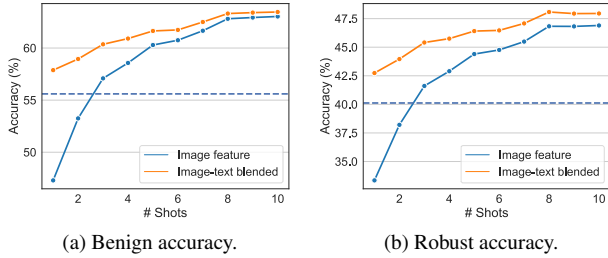 Accuracy (%)
60
55
50
2 4 6 8 10
# Shots
Image feature
Image-text blended
(a) Benign accuracy.
Accuracy (%)
47.5
45.0
42.5
40.0
37.5
35.0
2 4 6 8 10
# Shots
Image feature
Image-text blended
(b) Robust accuracy.